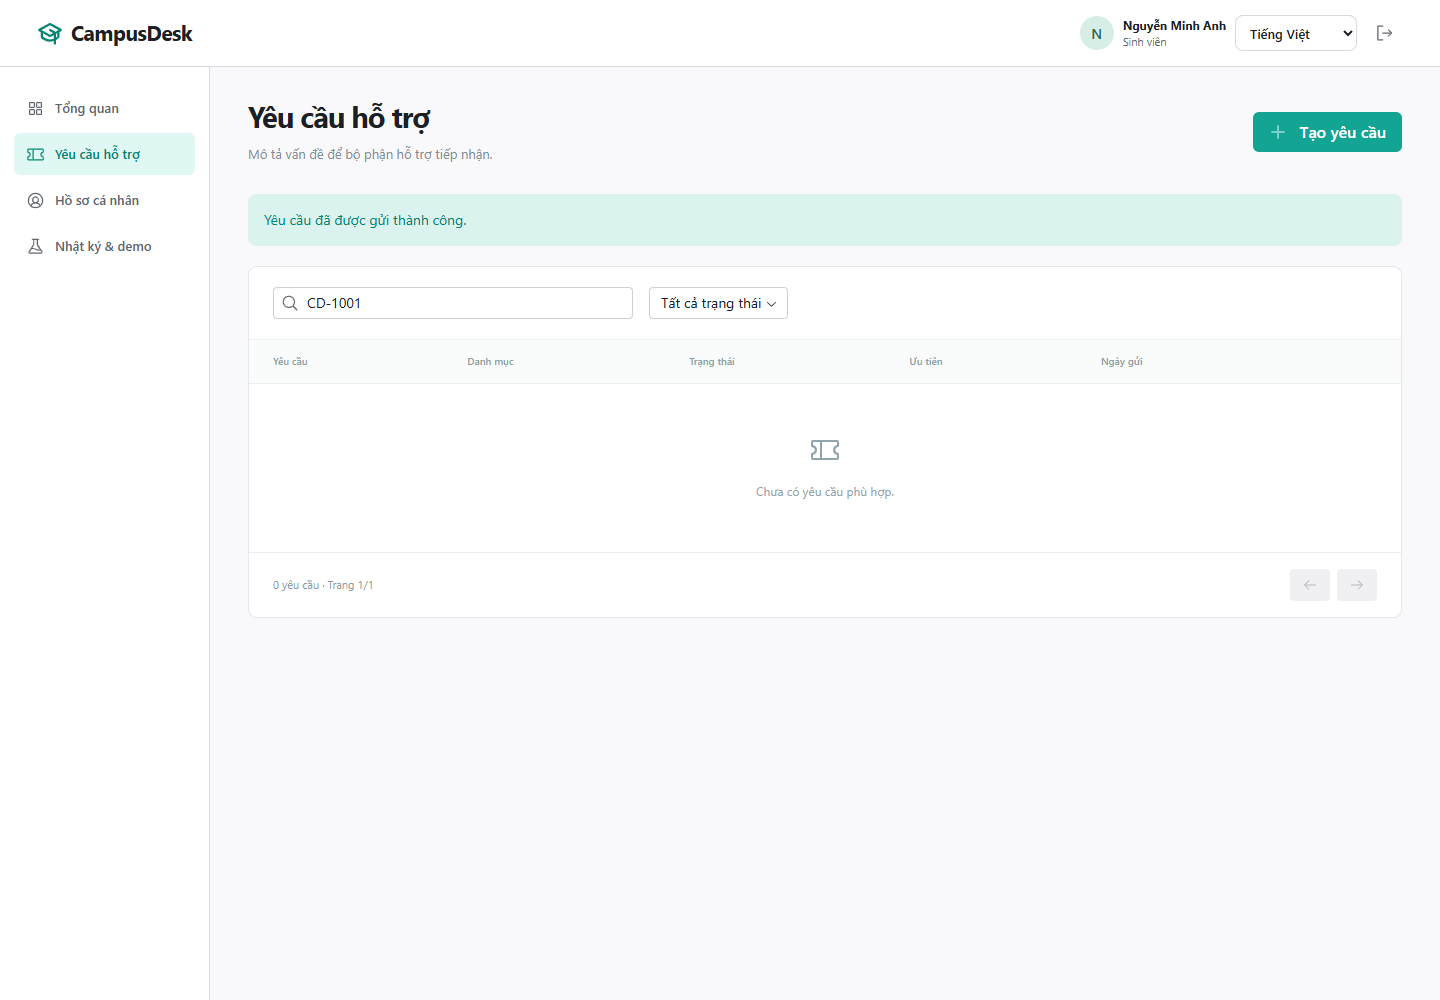 CampusDesk
N
Nguyễn Minh Anh
Sinh viên
Tiếng Việt
Tổng quan
Yêu cầu hỗ trợ
Hồ sơ cá nhân
Nhật ký & demo
Yêu cầu hỗ trợ
Mô tả vấn đề để bộ phận hỗ trợ tiếp nhận.
Tạo yêu cầu
Yêu cầu đã được gửi thành công.
CD-1001
Tất cả trạng thái
Yêu cầu Danh mục Trạng thái Ưu tiên Ngày gửi
Chưa có yêu cầu phù hợp.
0 yêu cầu · Trang 1/1